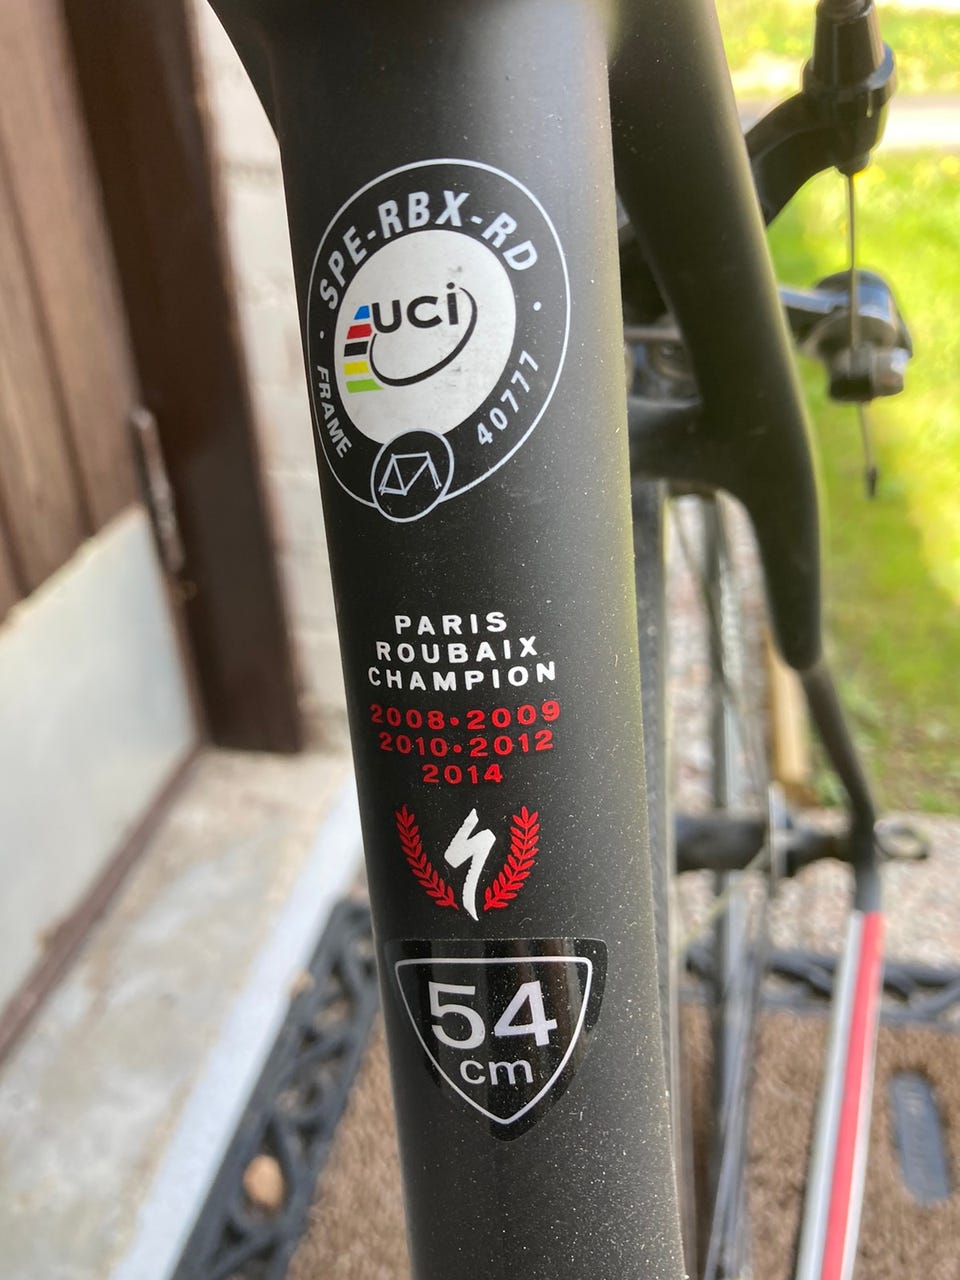 SPE-RBX-RD
UCi
FRAME
40777
PARIS
ROUBAIX
CHAMPION
2008•2009
2010•2012
2014
54
cm